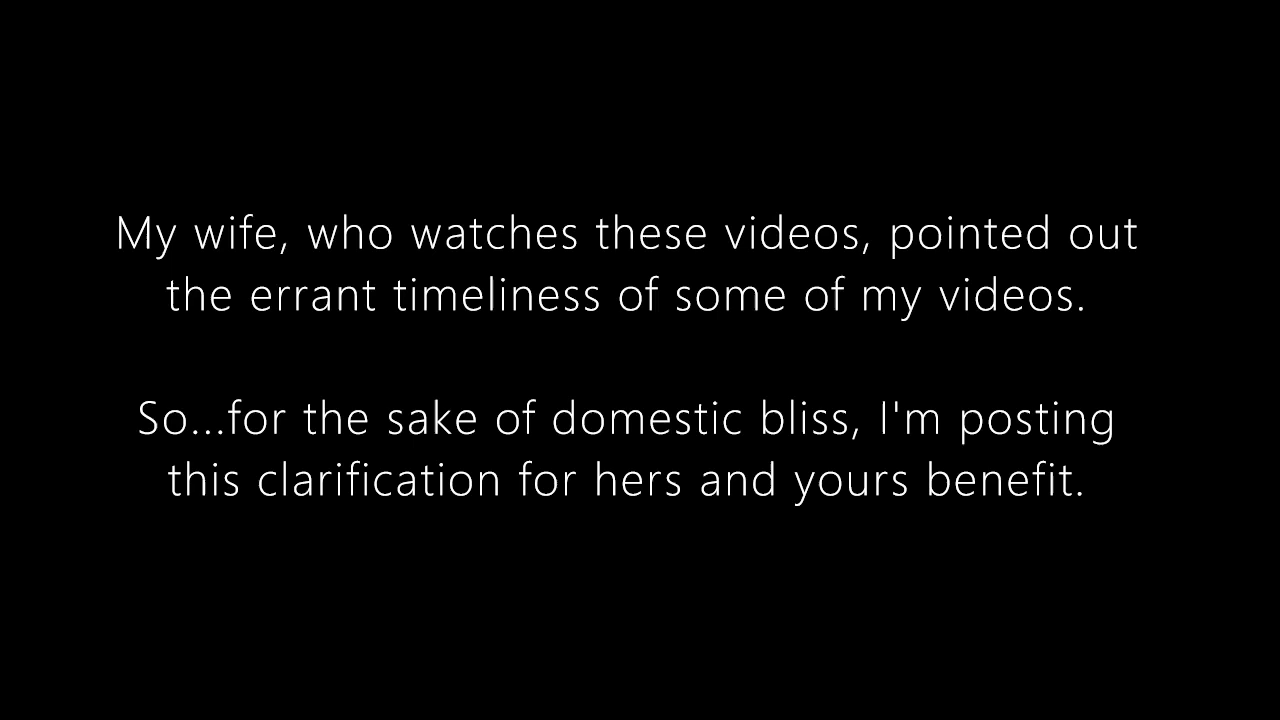 My wife, who watches these videos, pointed out
the errant timeliness of some of my videos.
So...for the sake of domestic bliss, I'm posting
this clarification for hers and yours benefit.